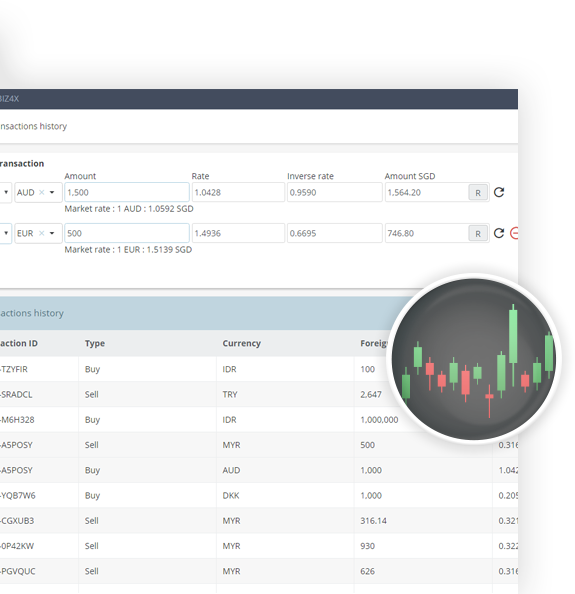 BIZ4X
nsactions history
ransaction
Amount Rate Inverse rate Amount SGD
AUD × 1,500 1.0428 0.9590 1,564.20 R
Market rate : 1 AUD : 1.0592 SGD
EUR × 500 1.4936 0.6695 746.80 R
Market rate : 1 EUR : 1.5139 SGD
actions history
action ID Type Currency Foreig
-TZYFIR Buy IDR 100
-SRADCL Sell TRY 2,647
-M6H328 Buy IDR 1,000,000
-A5POSY Sell MYR 500 0.316
-A5POSY Buy AUD 1,000 1.042
-YQB7W6 Buy DKK 1,000 0.205
-CGXUB3 Sell MYR 316.14 0.321
-0P42KW Sell MYR 930 0.322
-PGVQUC Sell MYR 626 0.316